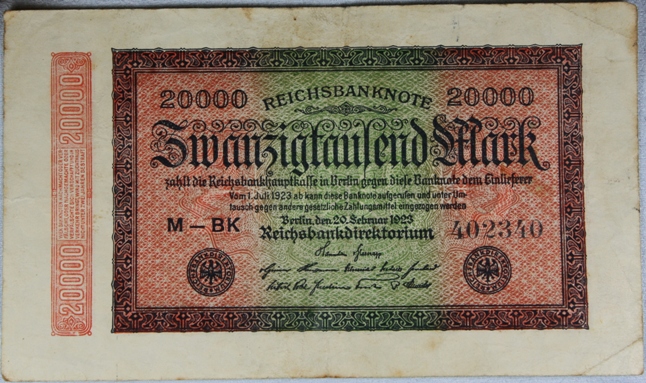 20000
20000
20000 REICHSBANKNOTE 20000
Zwanzigtausend Mark
zahlt die Reichsbankhauptkasse in Berlin gegen diese Banknote dem Einlieferer
Vom 1. Juli 1923 ab kann diese Banknote aufgerufen und unter Um-
tausch gegen andere gesetzliche Zahlungsmittel eingezogen werden
Berlin, den 20. Februar 1923
Reichsbankdirektorium
M-BK
402340